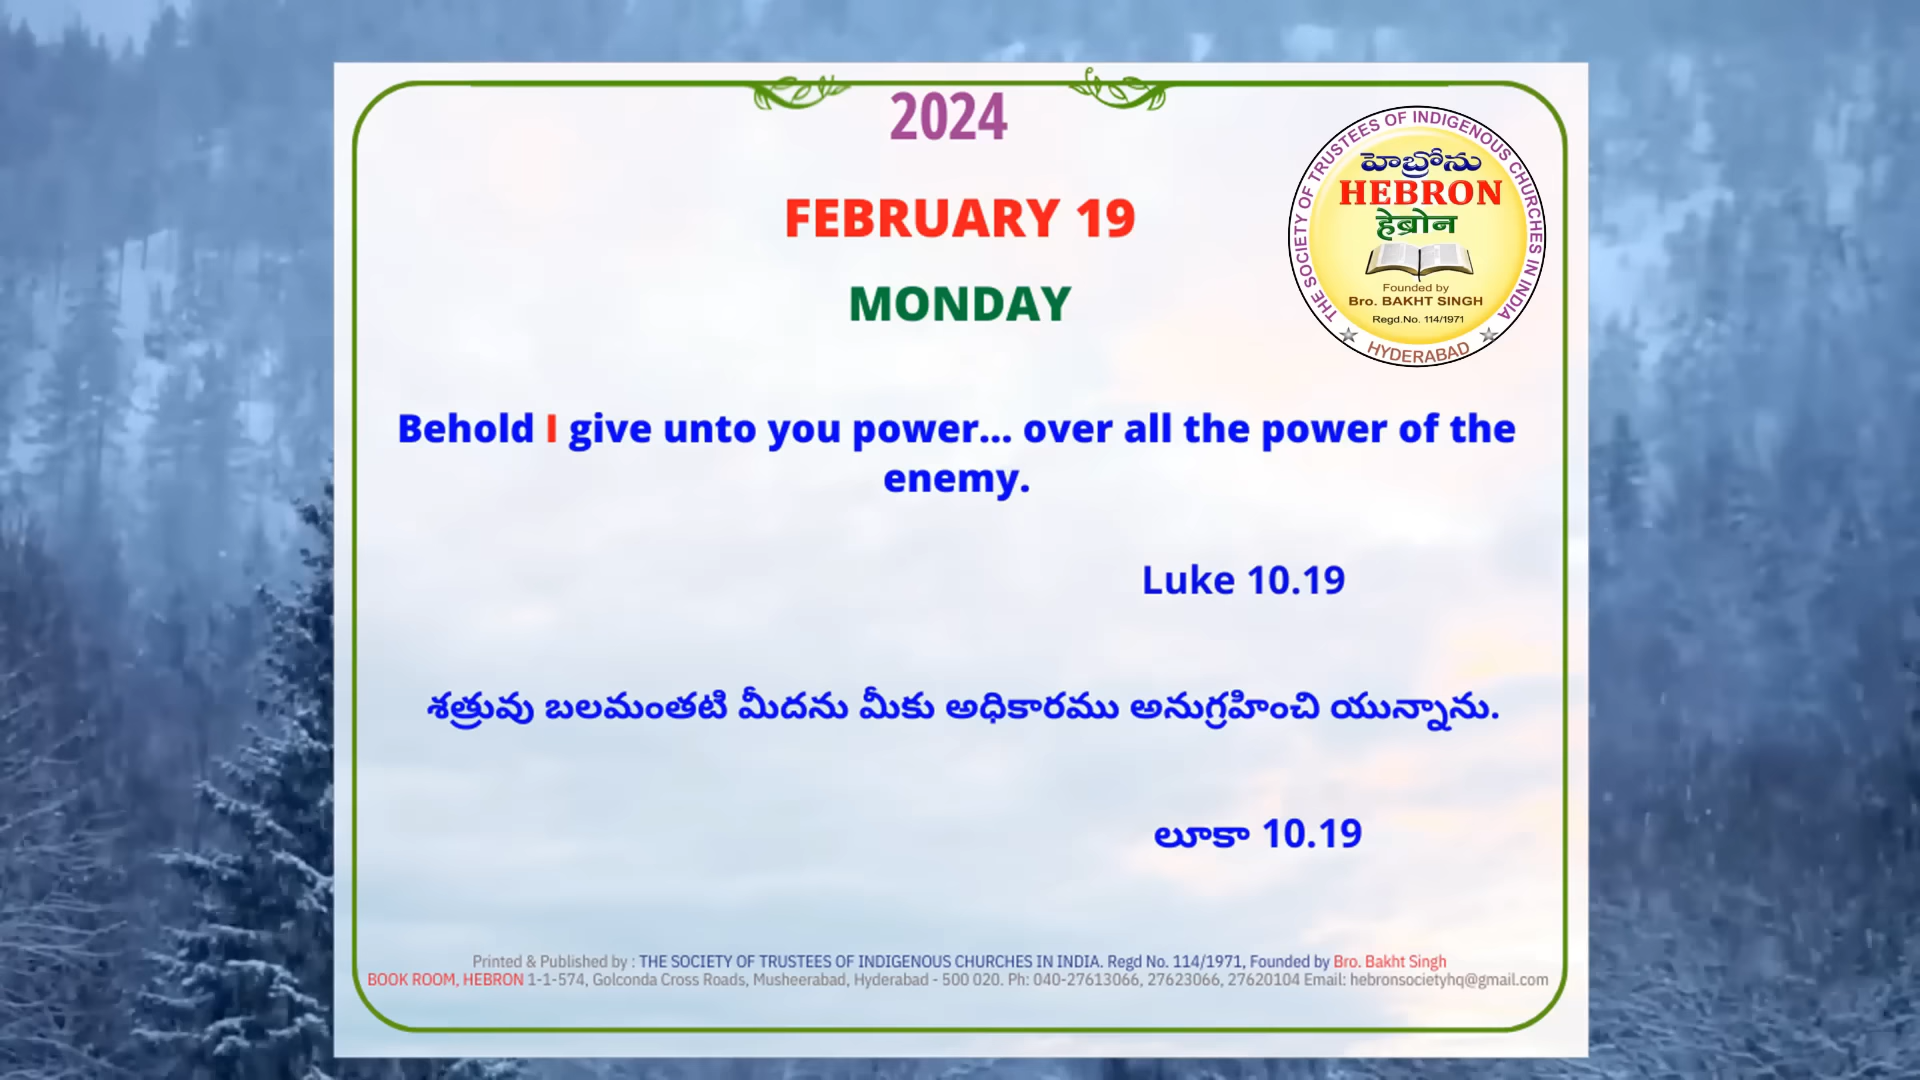 2024
FEBRUARY 19
MONDAY
THE SOCIETY OF TRUSTEES OF INDIGENOUS CHURCHES IN INDIA
హెబ్రోను
HEBRON
हेब्रोन
Founded by
Bro. BAKHT SINGH
Regd.No. 114/1971
HYDERABAD
Behold I give unto you power... over all the power of the
enemy.
Luke 10.19
శత్రువు బలమంతటి మీదను మీకు అధికారము అనుగ్రహించి యున్నాను.
లూకా 10.19
Printed & Published by : THE SOCIETY OF TRUSTEES OF INDIGENOUS CHURCHES IN INDIA. Regd No. 114/1971, Founded by Bro. Bakht Singh
BOOK ROOM, HEBRON 1-1-574, Golconda Cross Roads, Musheerabad, Hyderabad - 500 020. Ph: 040-27613066, 27623066, 27620104 Email: hebronsocietyhq@gmail.com